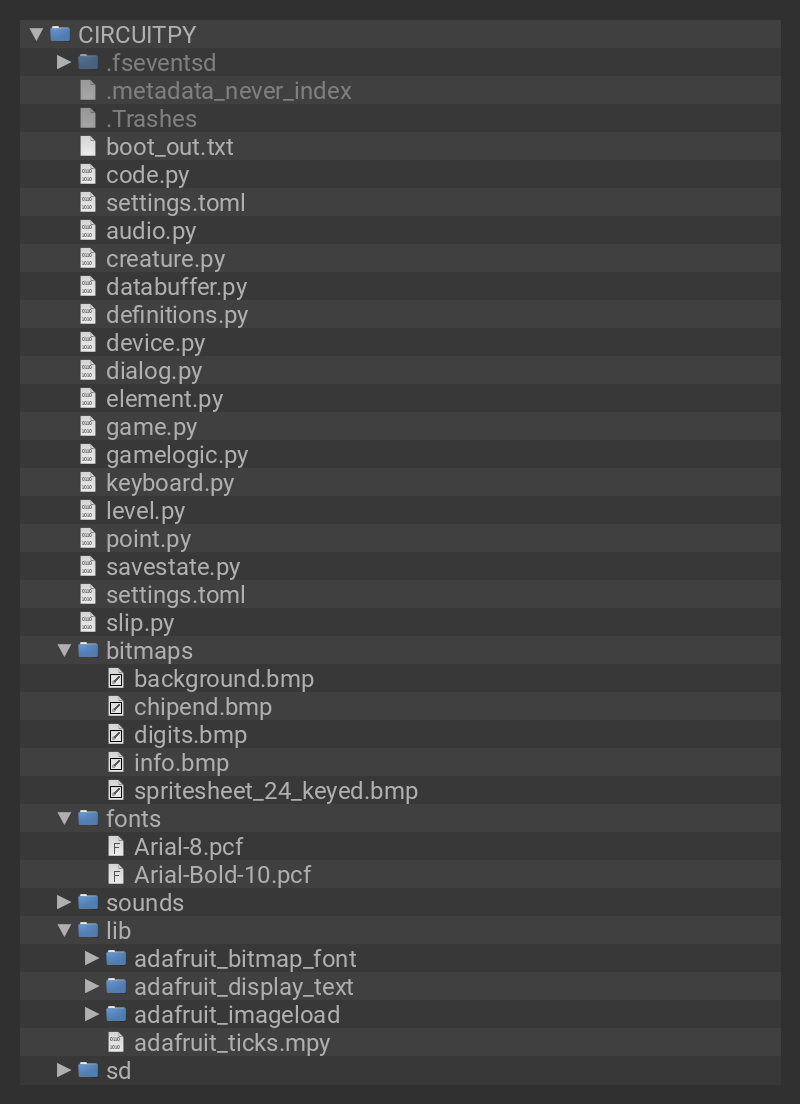 CIRCUITPY
.fseventsd
.metadata_never_index
.Trashes
boot_out.txt
code.py
settings.toml
audio.py
creature.py
databuffer.py
definitions.py
device.py
dialog.py
element.py
game.py
gamelogic.py
keyboard.py
level.py
point.py
savestate.py
settings.toml
slip.py
bitmaps
background.bmp
chipend.bmp
digits.bmp
info.bmp
spritesheet_24_keyed.bmp
fonts
Arial-8.pcf
Arial-Bold-10.pcf
sounds
lib
adafruit_bitmap_font
adafruit_display_text
adafruit_imageload
adafruit_ticks.mpy
sd